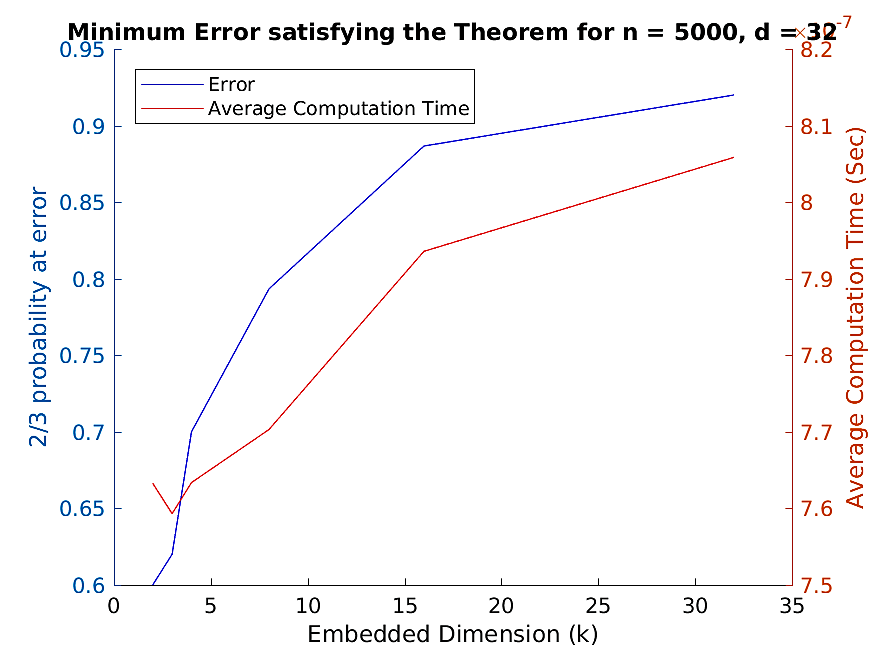 Minimum Error satisfying the Theorem for n = 5000, d = 32
×10-7
Error
Average Computation Time
2/3 probability at error
0.95
0.9
0.85
0.8
0.75
0.7
0.65
0.6
8.2
8.1
8
7.9
7.8
7.7
7.6
7.5
Average Computation Time (Sec)
0 5 10 15 20 25 30 35
Embedded Dimension (k)